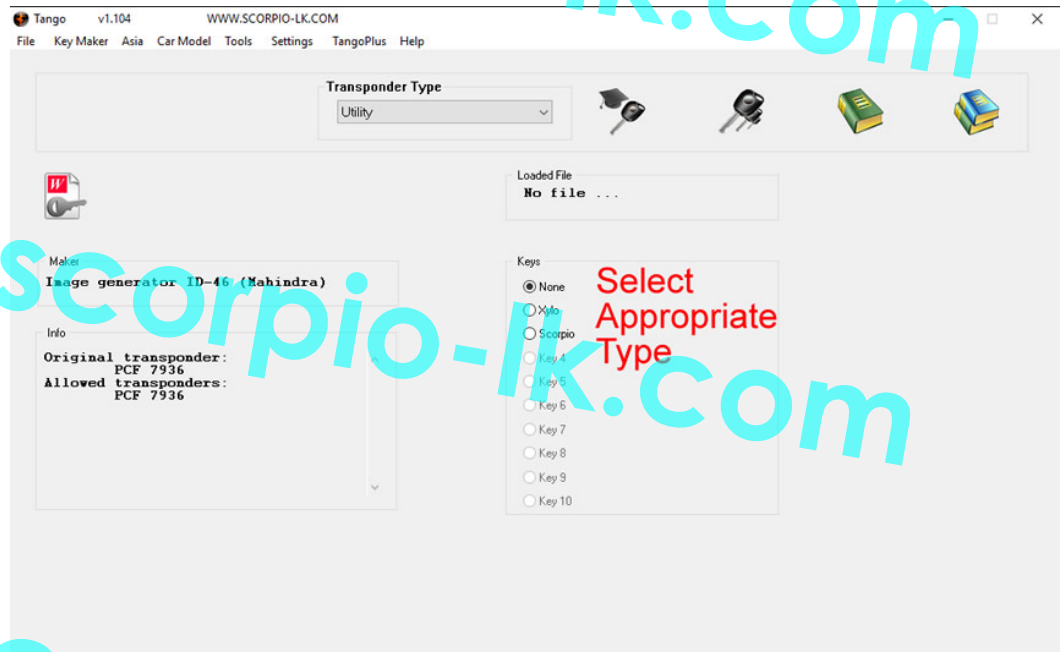 Tango v1.104 WWW.SCORPIO-LK.COM
File Key Maker Asia Car Model Tools Settings TangoPlus Help
Transponder Type
Utility
W
Loaded File
No file ...
Maker
Image generator ID-46 (Mahindra)
Info
Original transponder:
PCF 7936
Allowed transponders:
PCF 7936
Keys
None
Xylo
Scorpio
Key 4
Key 5
Key 6
Key 7
Key 8
Key 9
Key 10
Select
Appropriate
Type
lk.com
scorpio-lk.com